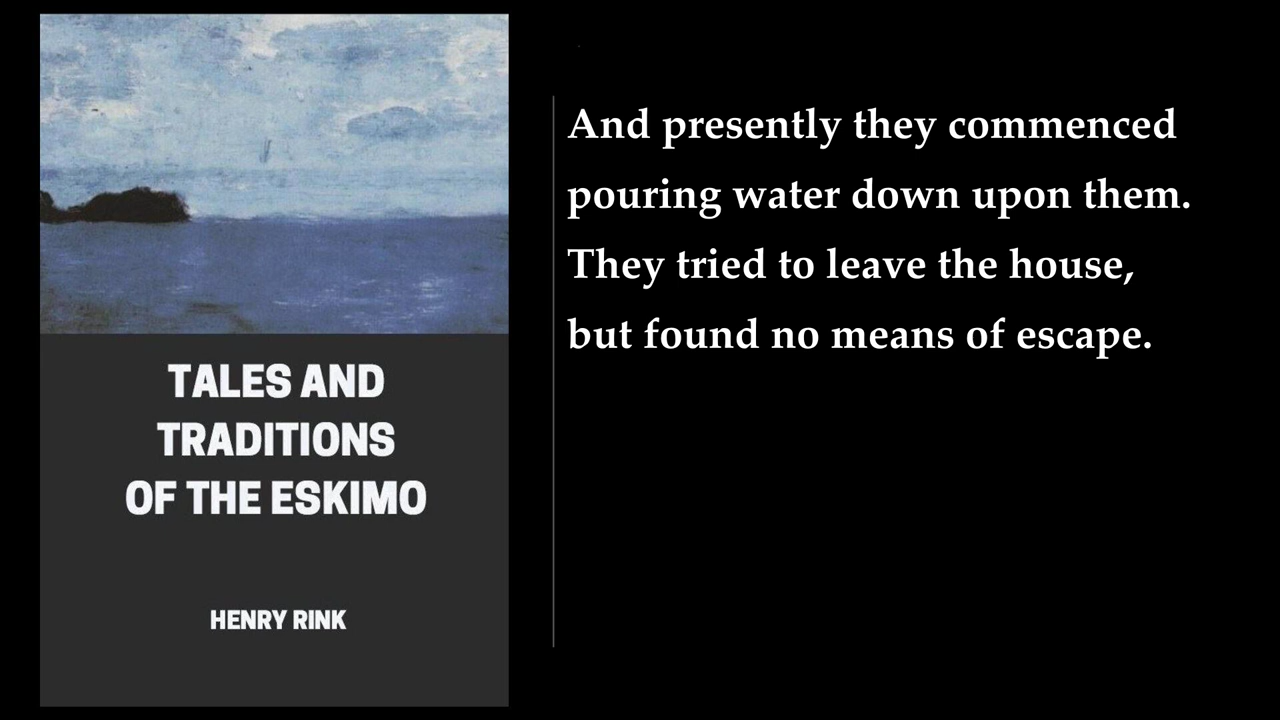 TALES AND
TRADITIONS
OF THE ESKIMO
HENRY RINK
And presently they commenced
pouring water down upon them.
They tried to leave the house,
but found no means of escape.